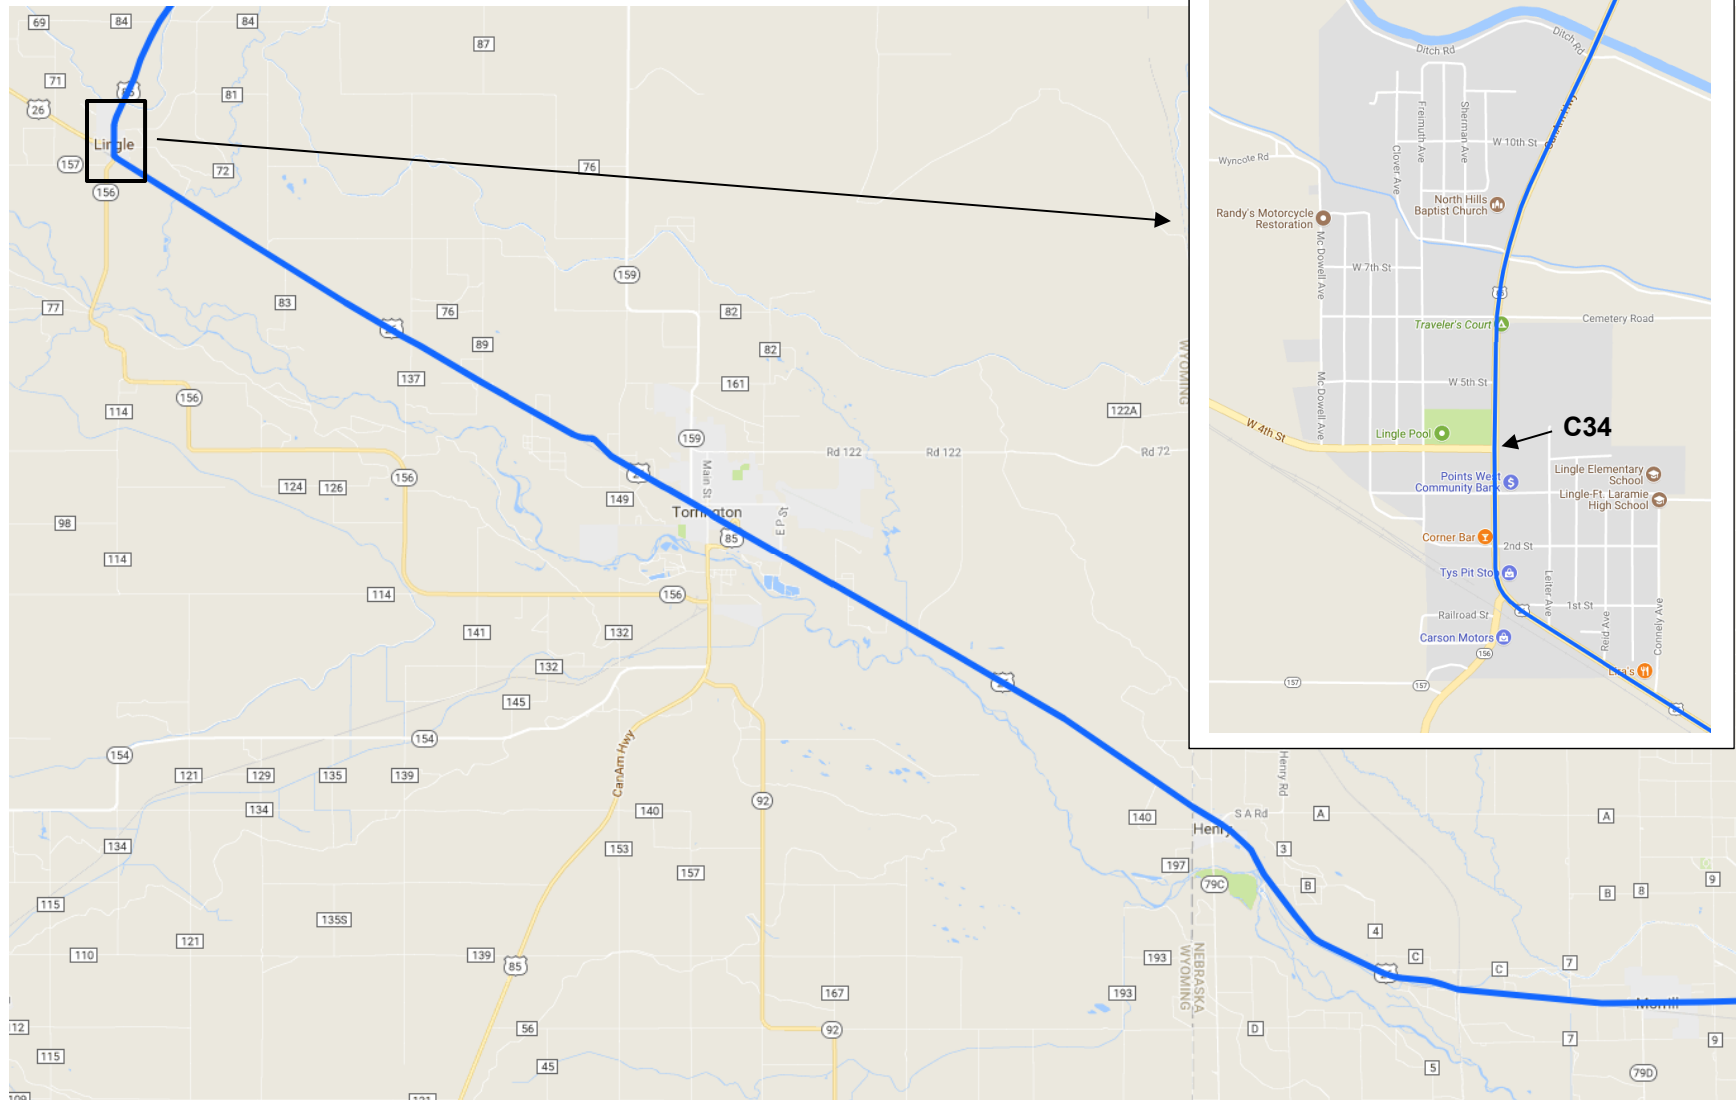 69
84
84
87
71
81
26
Lingle
157
72
76
156
159
83
77
76
82
89
82
137
161
156
114
122A
WYOMING
159
Rd 122
Rd 122
Rd 72
Main St
156
124
126
149
Torrington
98
E P St
85
114
114
156
141
132
132
145
154
154
121
129
135
139
CanAm Hwy
134
140
92
134
153
157
140
Henry Rd
S A Rd
A
A
Henry
3
197
79C
B
B
8
9
115
135S
121
110
139
85
4
C
C
7
193
NEBRASKA
WYOMING
167
193
112
56
92
D
7
9
115
45
5
79D
Morrill
Ditch Rd
Ditch Rd
CanAm Hwy
Freimuth Ave
Sherman Ave
W 10th St
Clover Ave
Wyncote Rd
North Hills
Baptist Church
Randy's Motorcycle
Restoration
Mc Dowell Ave
W 7th St
85
Traveler's Court
Cemetery Road
Mc Dowell Ave
W 5th St
W 4th St
Lingle Pool
C34
Points West
Community Bank
Lingle Elementary
School
Lingle-Ft. Laramie
High School
Corner Bar
2nd St
Tys Pit Stop
Leiter Ave
1st St
Railroad St
Reid Ave
Connely Ave
Carson Motors
156
Lira's
157
157